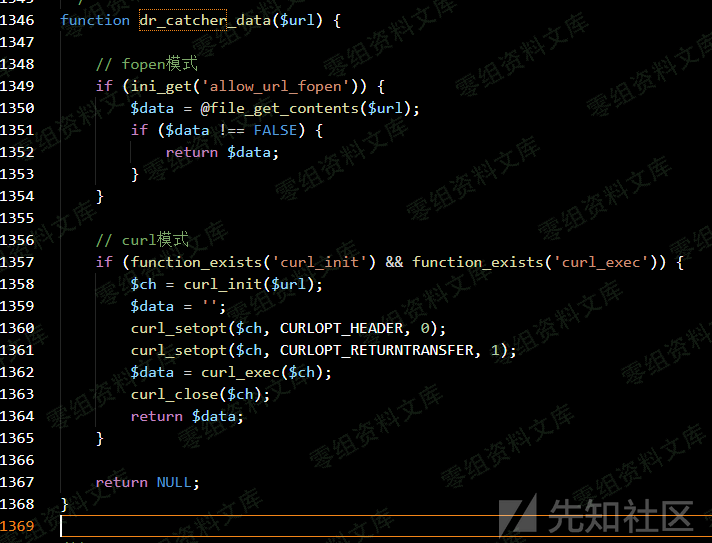 1346 function dr_catcher_data($url) {
1347
1348 // fopen模式
1349 if (ini_get('allow_url_fopen')) {
1350 $data = @file_get_contents($url);
1351 if ($data !== FALSE) {
1352 return $data;
1353 }
1354 }
1355
1356 // curl模式
1357 if (function_exists('curl_init') && function_exists('curl_exec')) {
1358 $ch = curl_init($url);
1359 $data = '';
1360 curl_setopt($ch, CURLOPT_HEADER, 0);
1361 curl_setopt($ch, CURLOPT_RETURNTRANSFER, 1);
1362 $data = curl_exec($ch);
1363 curl_close($ch);
1364 return $data;
1365 }
1366
1367 return NULL;
1368 }
1369
先知社区
零组资料文库